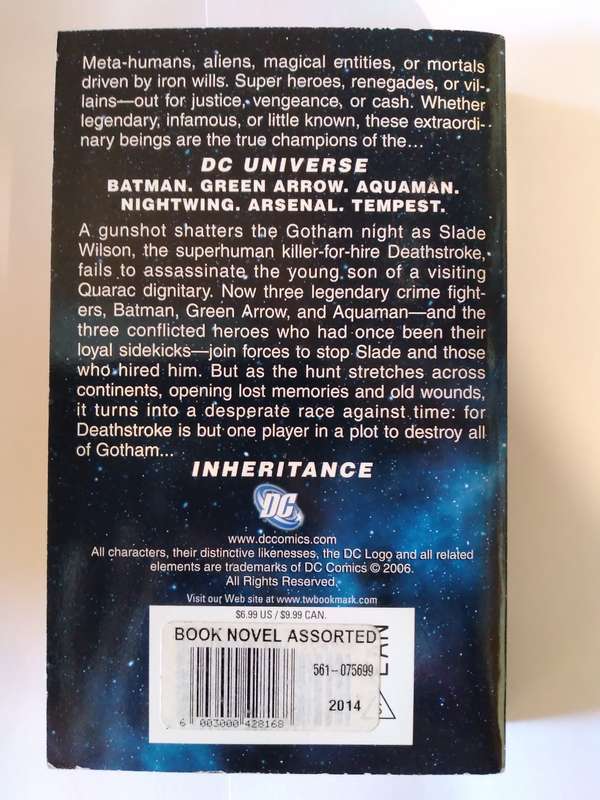 Meta-humans, aliens, magical entities, or mortals
driven by iron wills. Super heroes, renegades, or vil-
lains—out for justice, vengeance, or cash. Whether
legendary, infamous, or little known, these extraordi-
nary beings are the true champions of the...
DC UNIVERSE
BATMAN. GREEN ARROW. AQUAMAN.
NIGHTWING. ARSENAL. TEMPEST.
A gunshot shatters the Gotham night as Slade
Wilson, the superhuman killer-for-hire Deathstroke,
fails to assassinate the young son of a visiting
Quarac dignitary. Now three legendary crime fight-
ers, Batman, Green Arrow, and Aquaman—and the
three conflicted heroes who had once been their
loyal sidekicks—join forces to stop Slade and those
who hired him. But as the hunt stretches across
continents, opening lost memories and old wounds,
it turns into a desperate race against time: for
Deathstroke is but one player in a plot to destroy all
of Gotham...
INHERITANCE
DC
www.dccomics.com
All characters, their distinctive likenesses, the DC Logo and all related
elements are trademarks of DC Comics © 2006.
All Rights Reserved.
Visit our Web site at www.twbookmark.com
$6.99 US / $9.99 CAN.
BOOK NOVEL ASSORTED
EAN
561-075699
2014
6 003000 428168